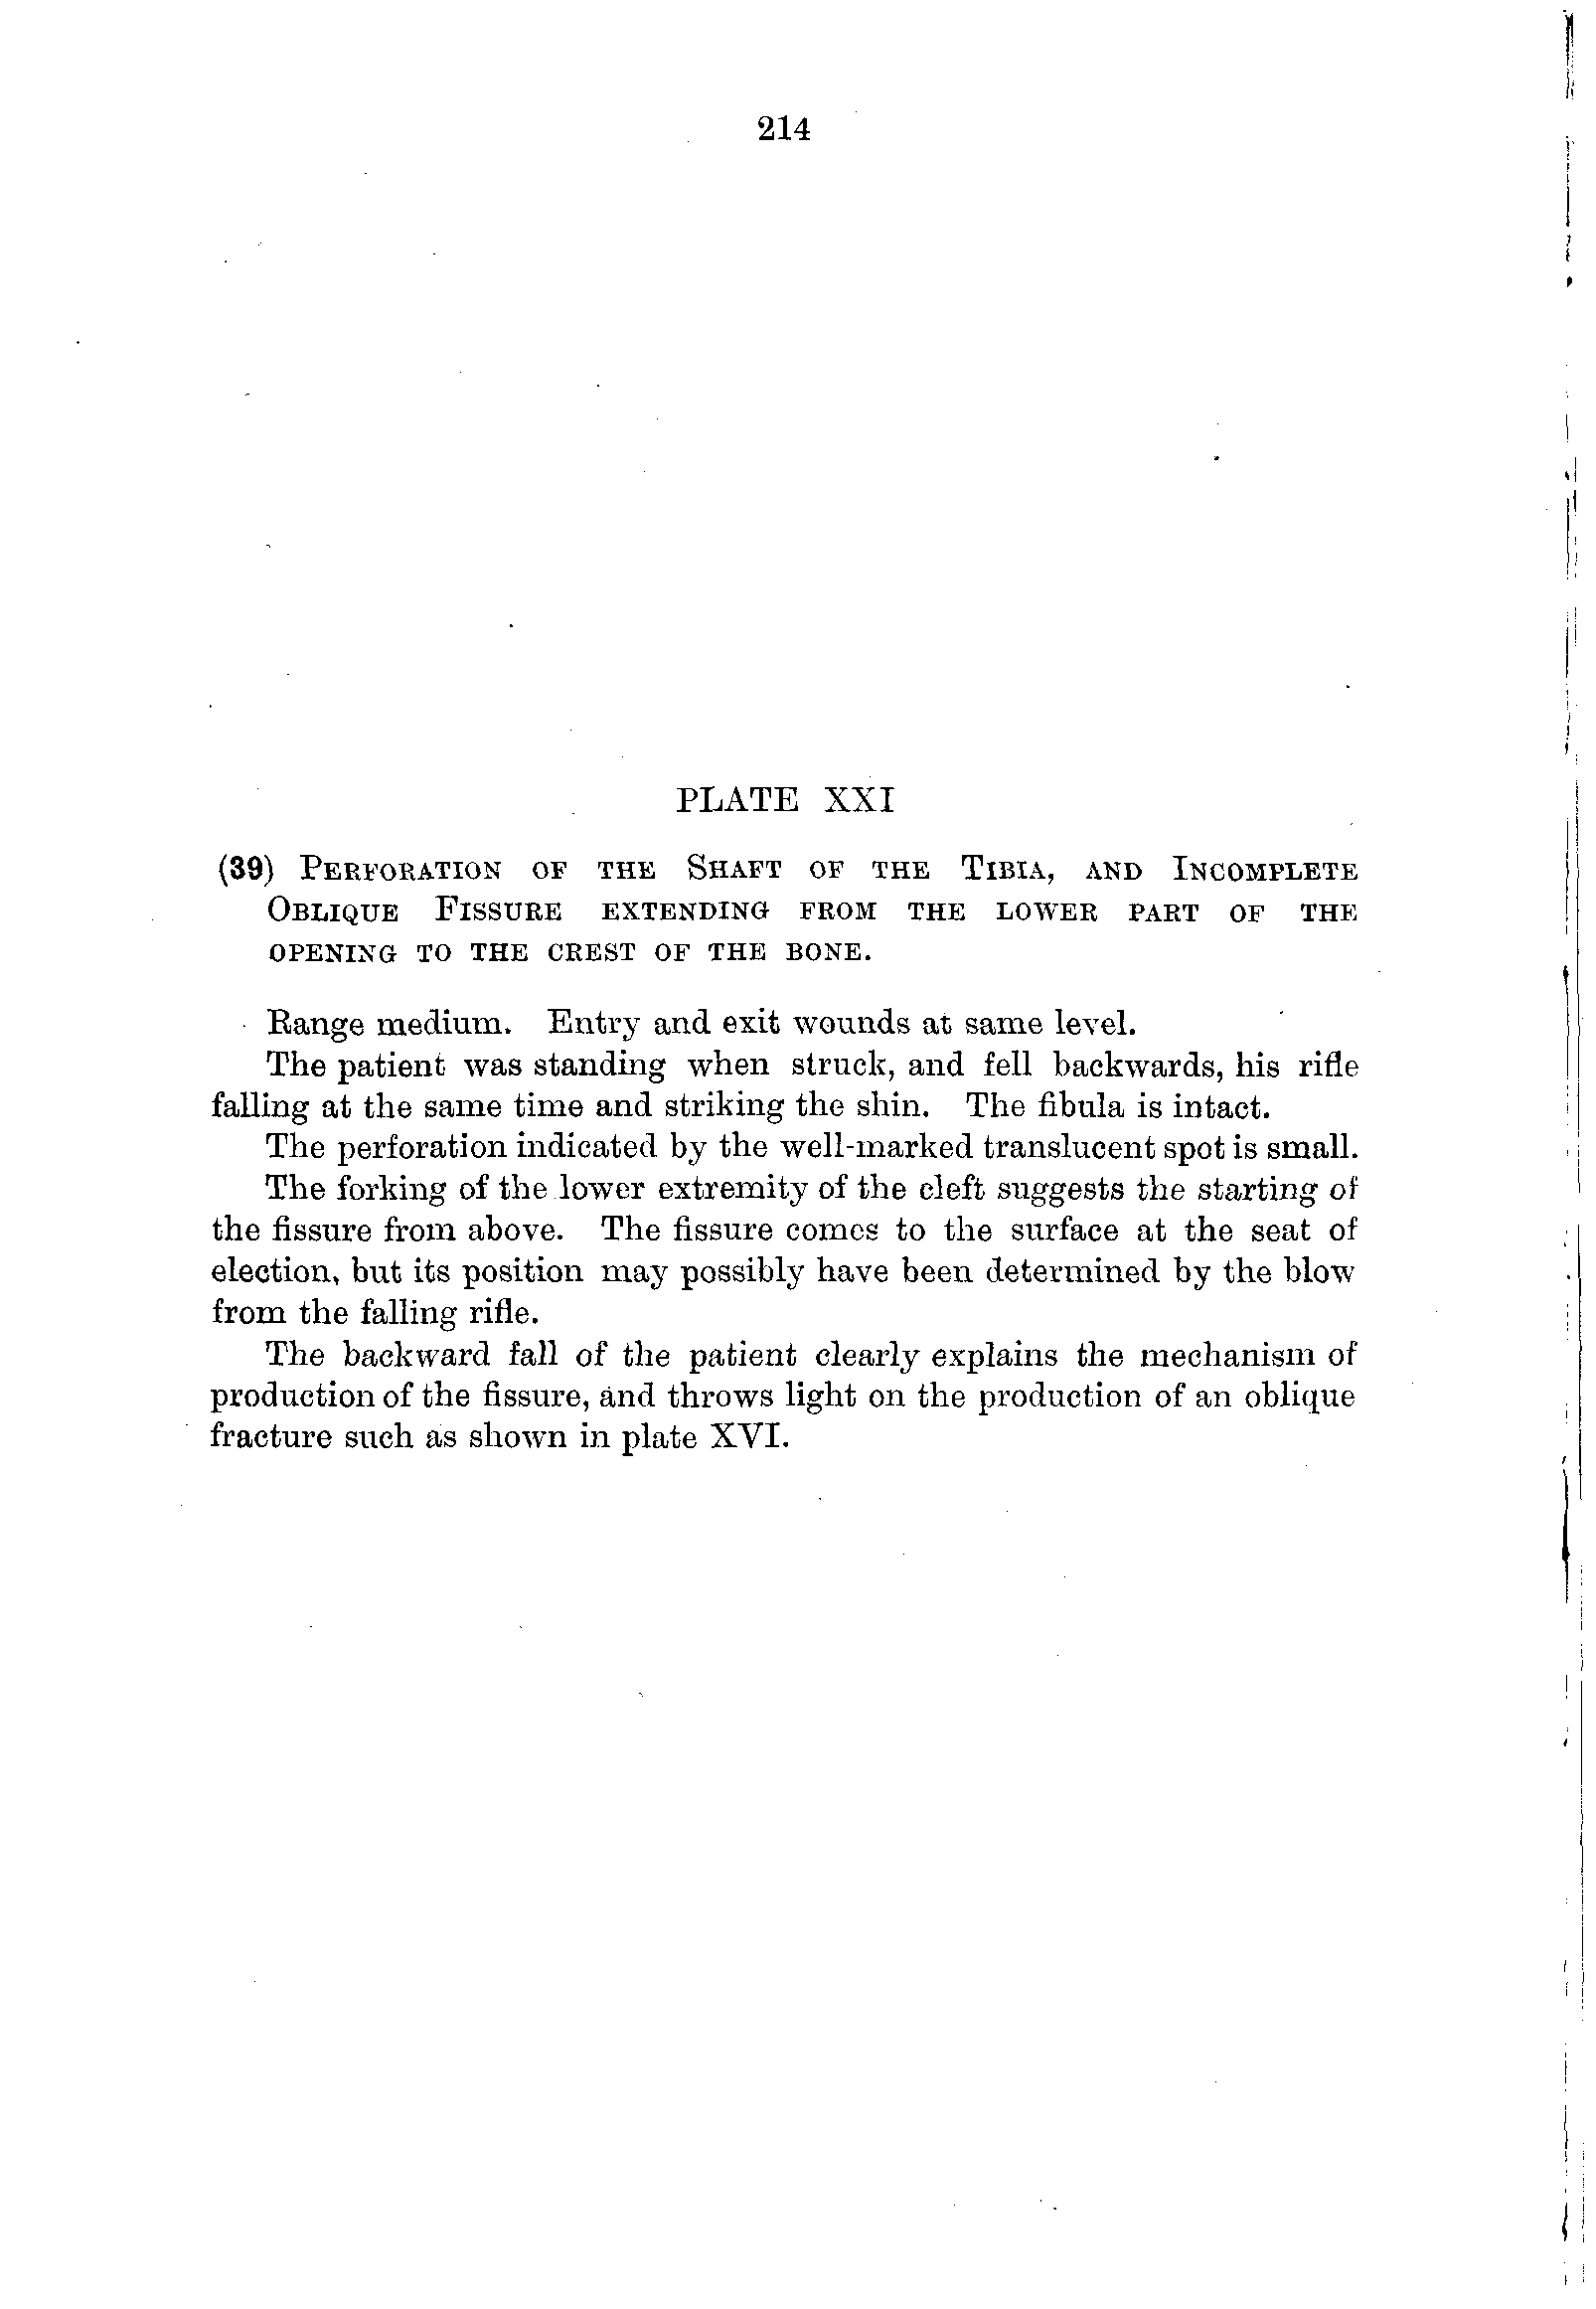 214
PLATE XXI
(39) Perforation of the Shaft of the Tibia, and Incomplete
Oblique Fissure extending from the lower part of the
opening to the crest of the bone.
Range medium. Entry and exit wounds at same level.
The patient was standing when struck, and fell backwards, his rifle
falling at the same time and striking the shin. The fibula is intact.
The perforation indicated by the well-marked translucent spot is small.
The forking of the lower extremity of the cleft suggests the starting of
the fissure from above. The fissure comes to the surface at the seat of
election, but its position may possibly have been determined by the blow
from the falling rifle.
The backward fall of the patient clearly explains the mechanism of
production of the fissure, and throws light on the production of an oblique
fracture such as shown in plate XVI.